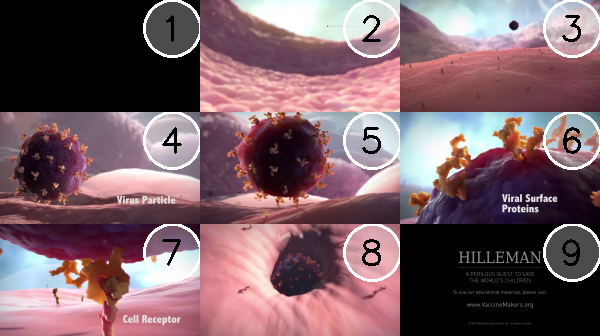 1
2
3
4
Virus Particle
5
6
Viral Surface
Proteins
7
Cell Receptor
8
9
HILLEMAN
A PERILOUS QUEST TO SAVE
THE WORLD'S CHILDREN
To use our educational materials, please visit:
www.VaccineMakers.org